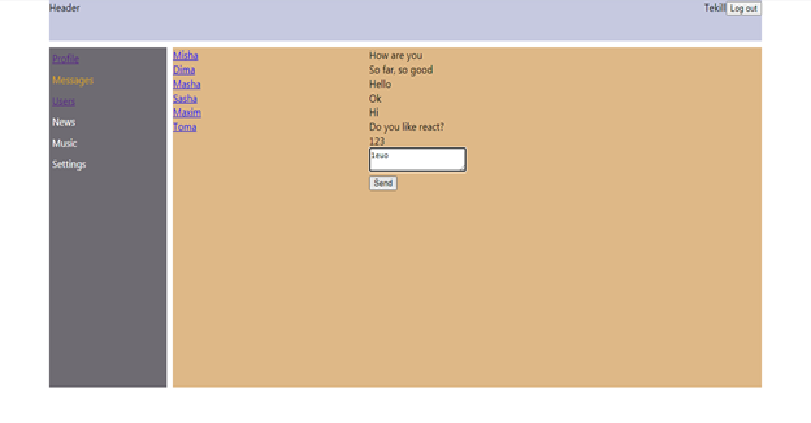 Header
Tekill Log out
Profile
Messages
Users
News
Music
Settings
Misha
Dima
Masha
Sasha
Maxim
Toma
How are you
So far, so good
Hello
Ok
Hi
Do you like react?
123
Send